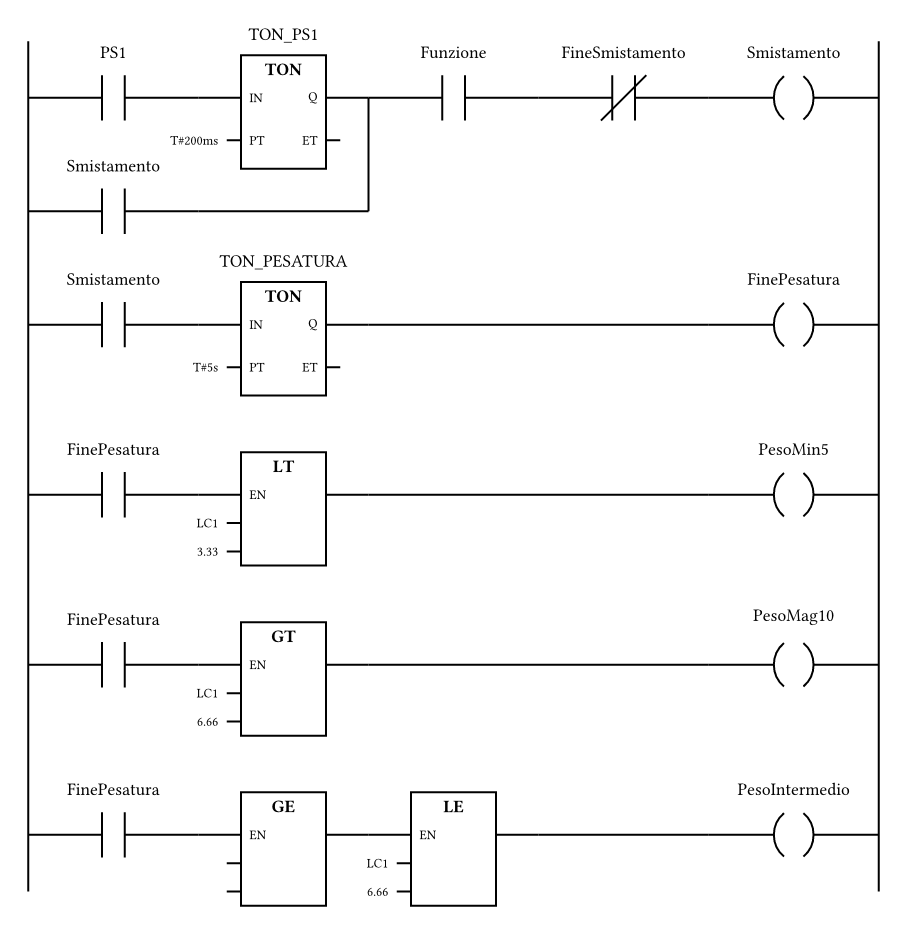 TON_PS1
PS1
Funzione
FineSmistamento
Smistamento
TON
IN
Q
T#200ms
PT
ET
Smistamento
TON_PESATURA
Smistamento
FinePesatura
TON
IN
Q
T#5s
PT
ET
FinePesatura
PesoMin5
LT
EN
LC1
3.33
FinePesatura
PesoMag10
GT
EN
LC1
6.66
FinePesatura
PesoIntermedio
GE
LE
EN
EN
LC1
6.66